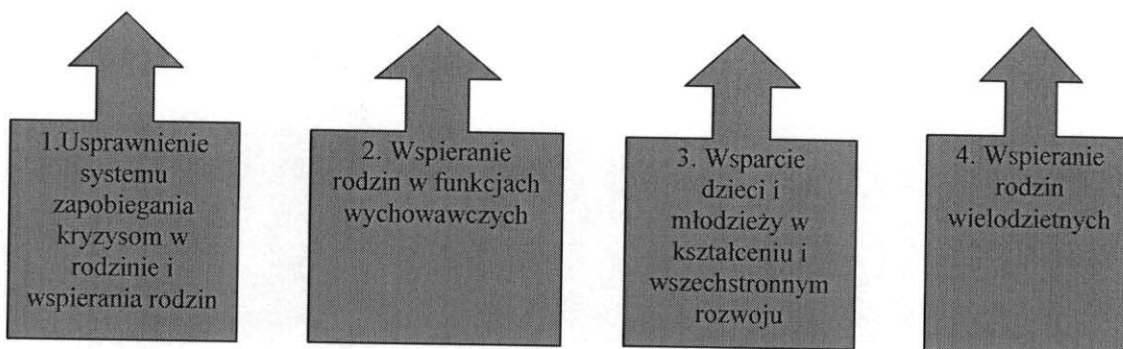 1.Usprawnienie
systemu
zapobiegania
kryzysom w
rodzinie i
wspierania rodzin
2. Wspieranie
rodzin w funkcjach
wychowawczych
3. Wsparcie
dzieci i
młodzieży w
kształceniu i
wszechstronnym
rozwoju
4. Wspieranie
rodzin
wielodzietnych